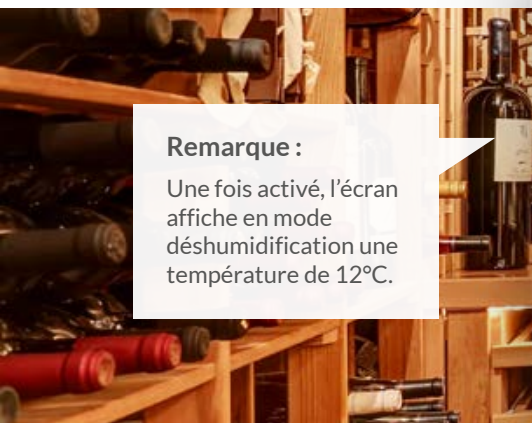 Remarque :
Une fois activé, l’écran
affiche en mode
déshumidification une
température de 12°C.